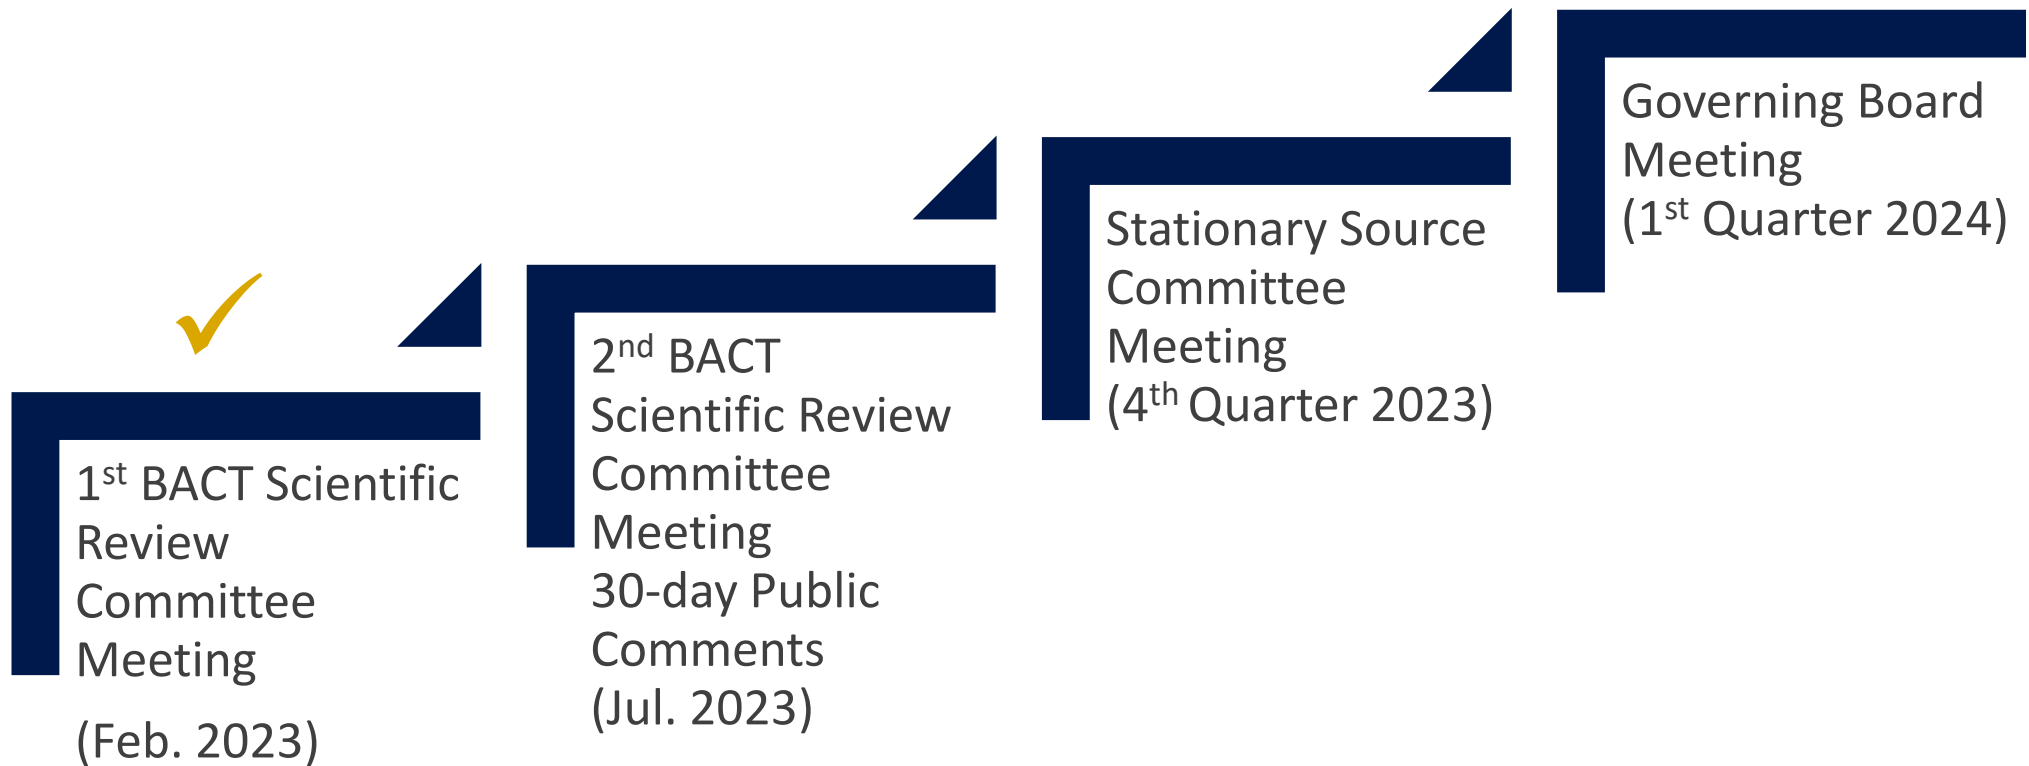 1st BACT Scientific
Review
Committee
Meeting
(Feb. 2023)
2nd BACT
Scientific Review
Committee
Meeting
30-day Public
Comments
(Jul. 2023)
Stationary Source
Committee
Meeting
(4th Quarter 2023)
Governing Board
Meeting
(1st Quarter 2024)